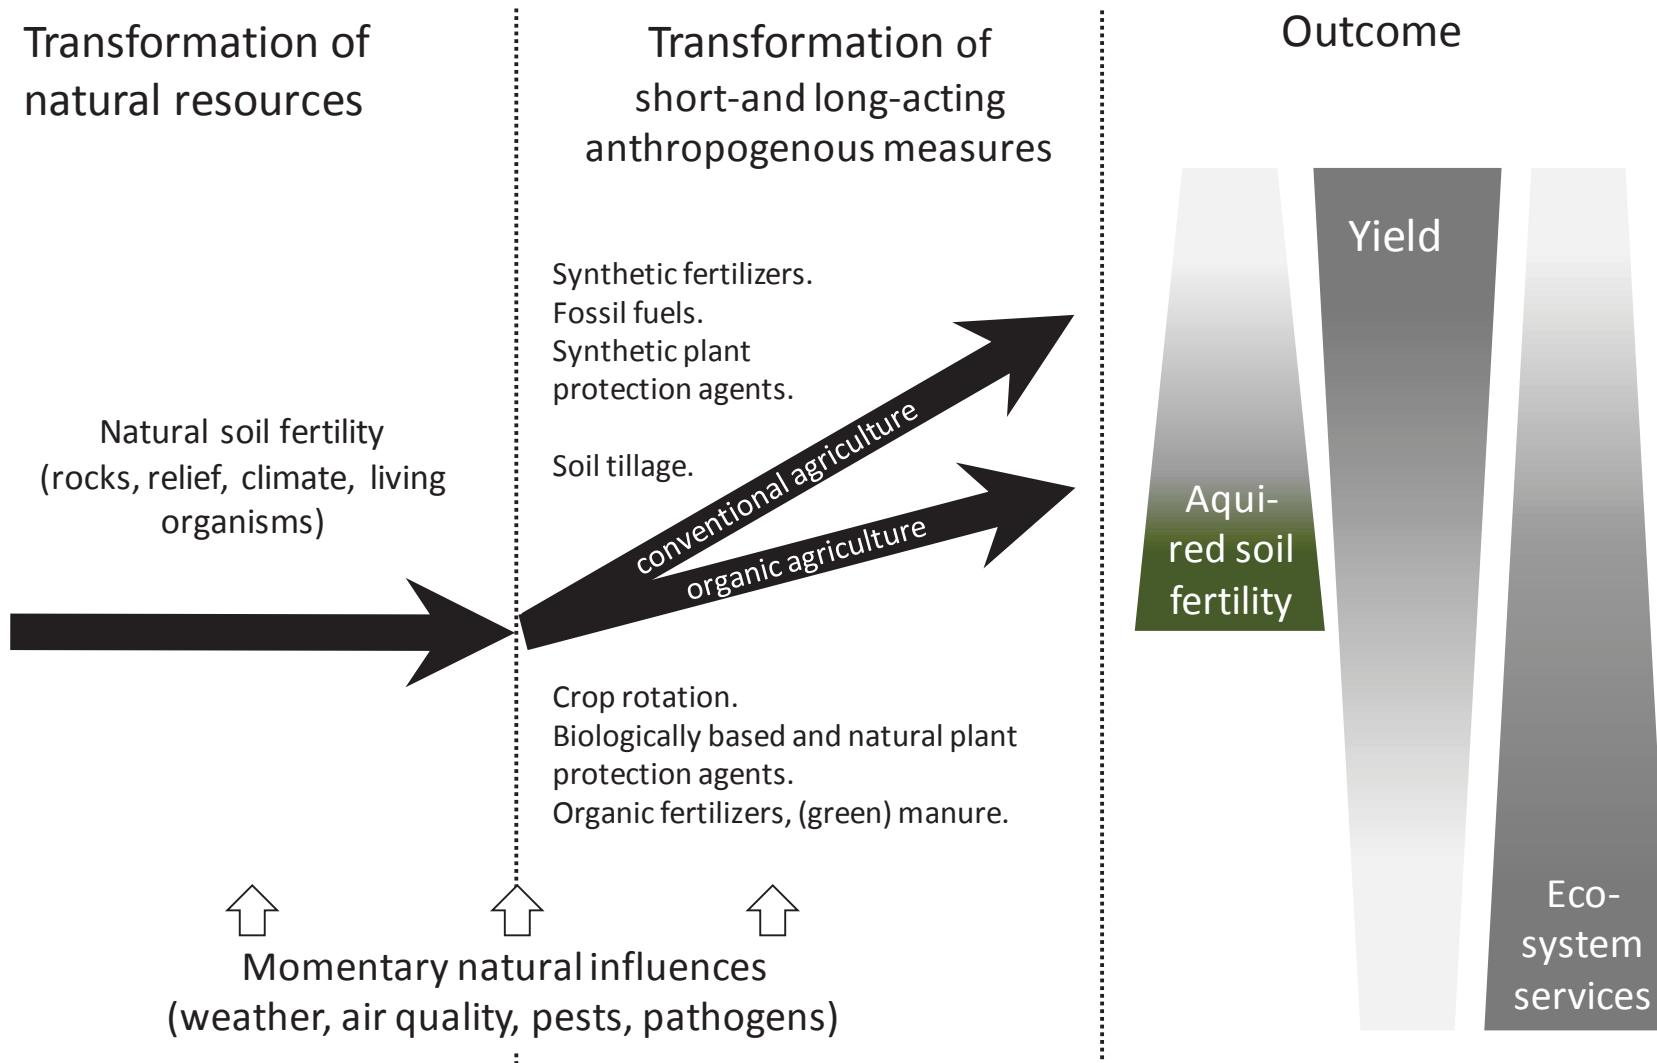 Transformation of
natural resources
Transformation of
short-and long-acting
anthropogenous measures
Outcome
Natural soil fertility
(rocks, relief, climate, living
organisms)
Synthetic fertilizers.
Fossil fuels.
Synthetic plant
protection agents.
Soil tillage.
conventional agriculture
organic agriculture
Crop rotation.
Biologically based and natural plant
protection agents.
Organic fertilizers, (green) manure.
Momentary natural influences
(weather, air quality, pests, pathogens)
Aqui-
red soil
fertility
Yield
Eco-
system
services